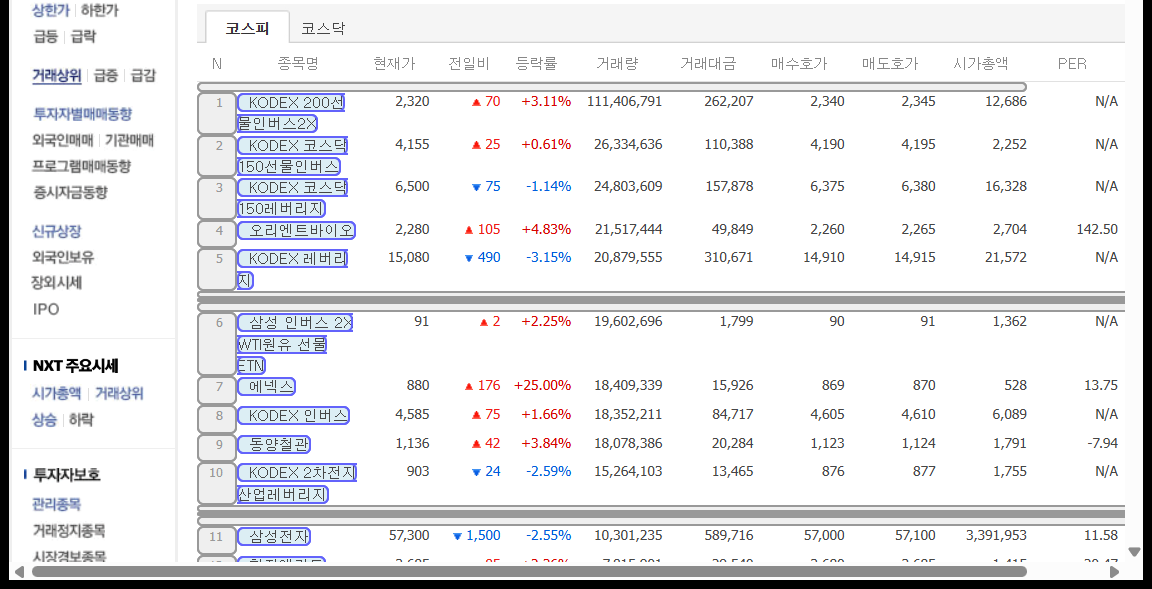 상한가 하한가
급등 급락
거래상위 급증 급감
투자자별매매동향
외국인매매 기관매매
프로그램매매동향
증시자금동향
신규상장
외국인보유
장외시세
IPO
NXT 주요시세
시가총액 거래상위
상승 하락
투자자보호
관리종목
거래정지종목
시장경보종목
코스피 코스닥
N 종목명 현재가 전일비 등락률 거래량 거래대금 매수호가 매도호가 시가총액 PER
1 KODEX 200선 2,320 ▲ 70 +3.11% 111,406,791 262,207 2,340 2,345 12,686 N/A
물인버스2X
2 KODEX 코스닥 4,155 ▲ 25 +0.61% 26,334,636 110,388 4,190 4,195 2,252 N/A
150선물인버스
3 KODEX 코스닥 6,500 ▼ 75 -1.14% 24,803,609 157,878 6,375 6,380 16,328 N/A
150레버리지
4 오리엔트바이오 2,280 ▲ 105 +4.83% 21,517,444 49,849 2,260 2,265 2,704 142.50
5 KODEX 레버리 15,080 ▼ 490 -3.15% 20,879,555 310,671 14,910 14,915 21,572 N/A
지
6 삼성 인버스 2X 91 ▲ 2 +2.25% 19,602,696 1,799 90 91 1,362 N/A
WTI원유 선물
ETN
7 에넥스 880 ▲ 176 +25.00% 18,409,339 15,926 869 870 528 13.75
8 KODEX 인버스 4,585 ▲ 75 +1.66% 18,352,211 84,717 4,605 4,610 6,089 N/A
9 동양철관 1,136 ▲ 42 +3.84% 18,078,386 20,284 1,123 1,124 1,791 -7.94
10 KODEX 2차전지 903 ▼ 24 -2.59% 15,264,103 13,465 876 877 1,755 N/A
산업레버리지
11 삼성전자 57,300 ▼ 1,500 -2.55% 10,301,235 589,716 57,000 57,100 3,391,953 11.58